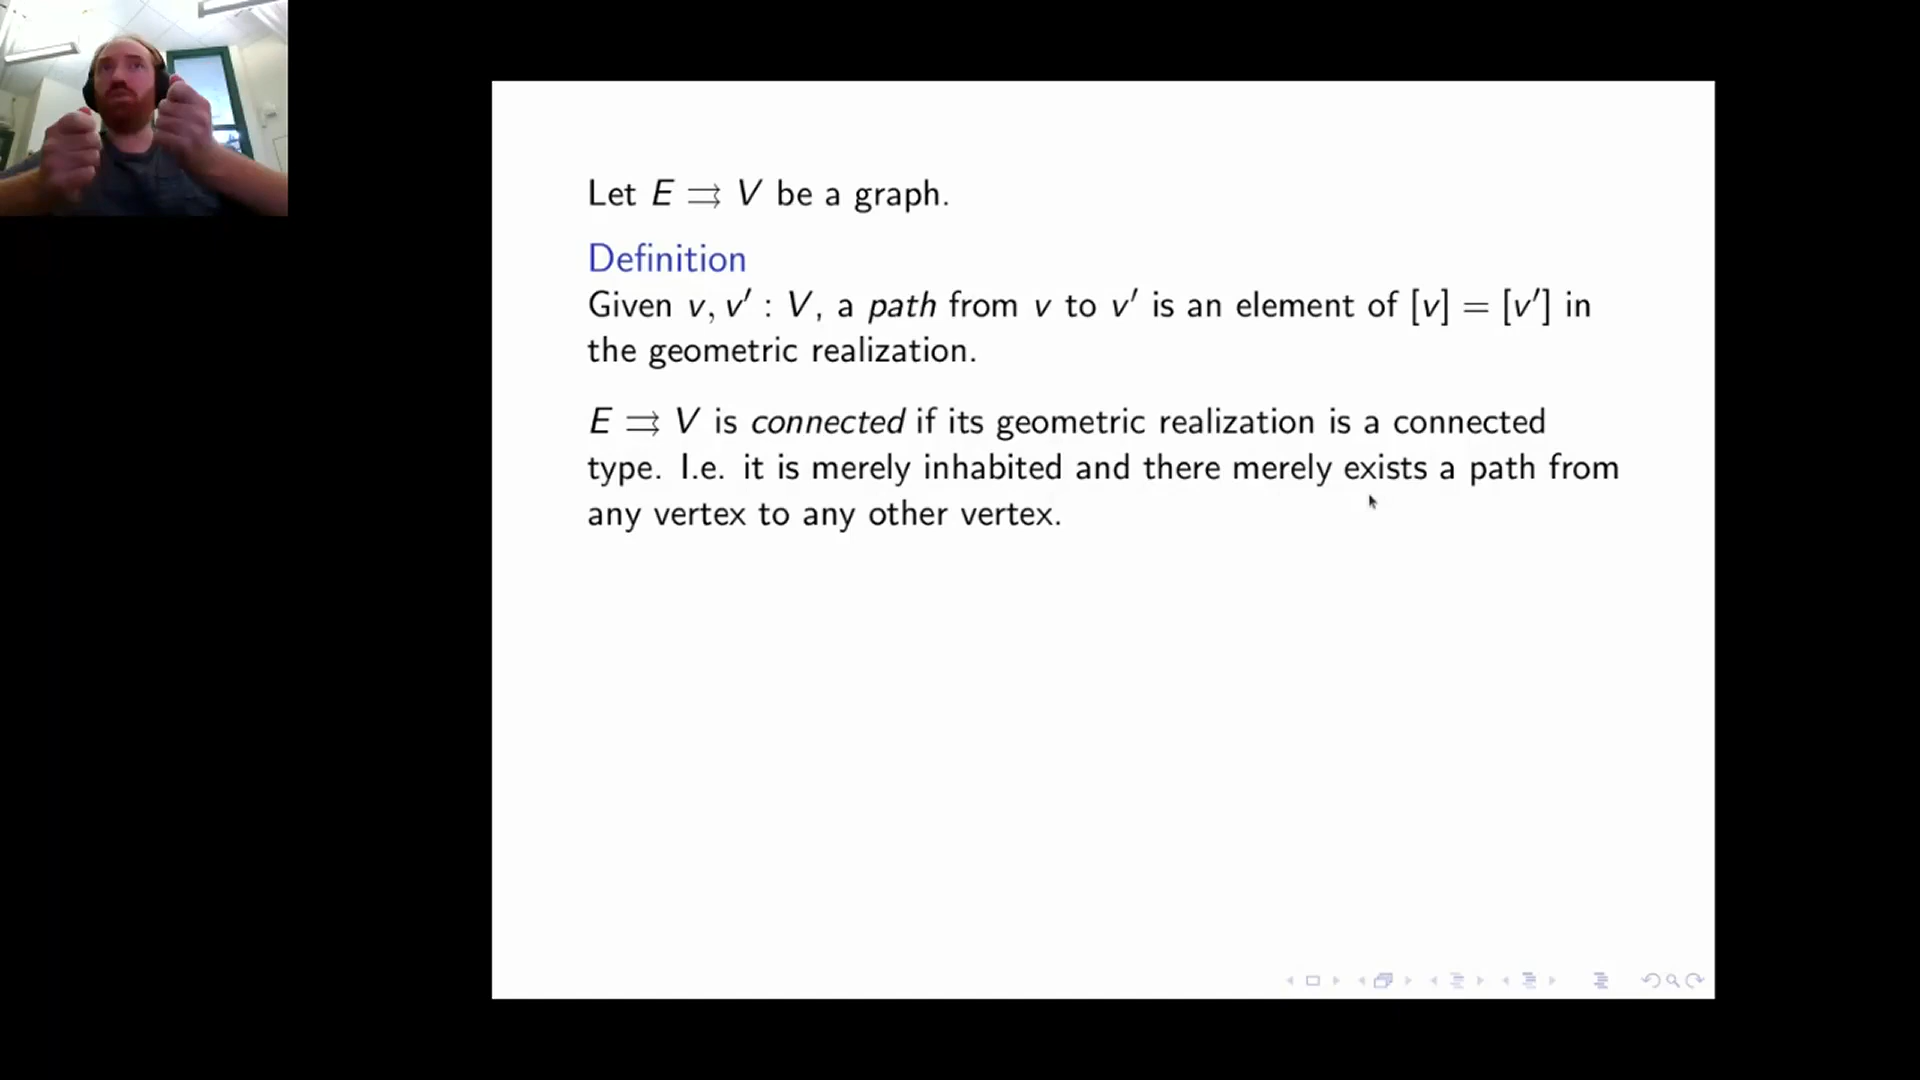 Let E ⇉ V be a graph.
Definition
Given v, v′ : V, a path from v to v′ is an element of [v] = [v′] in
the geometric realization.
E ⇉ V is connected if its geometric realization is a connected
type. I.e. it is merely inhabited and there merely exists a path from
any vertex to any other vertex.